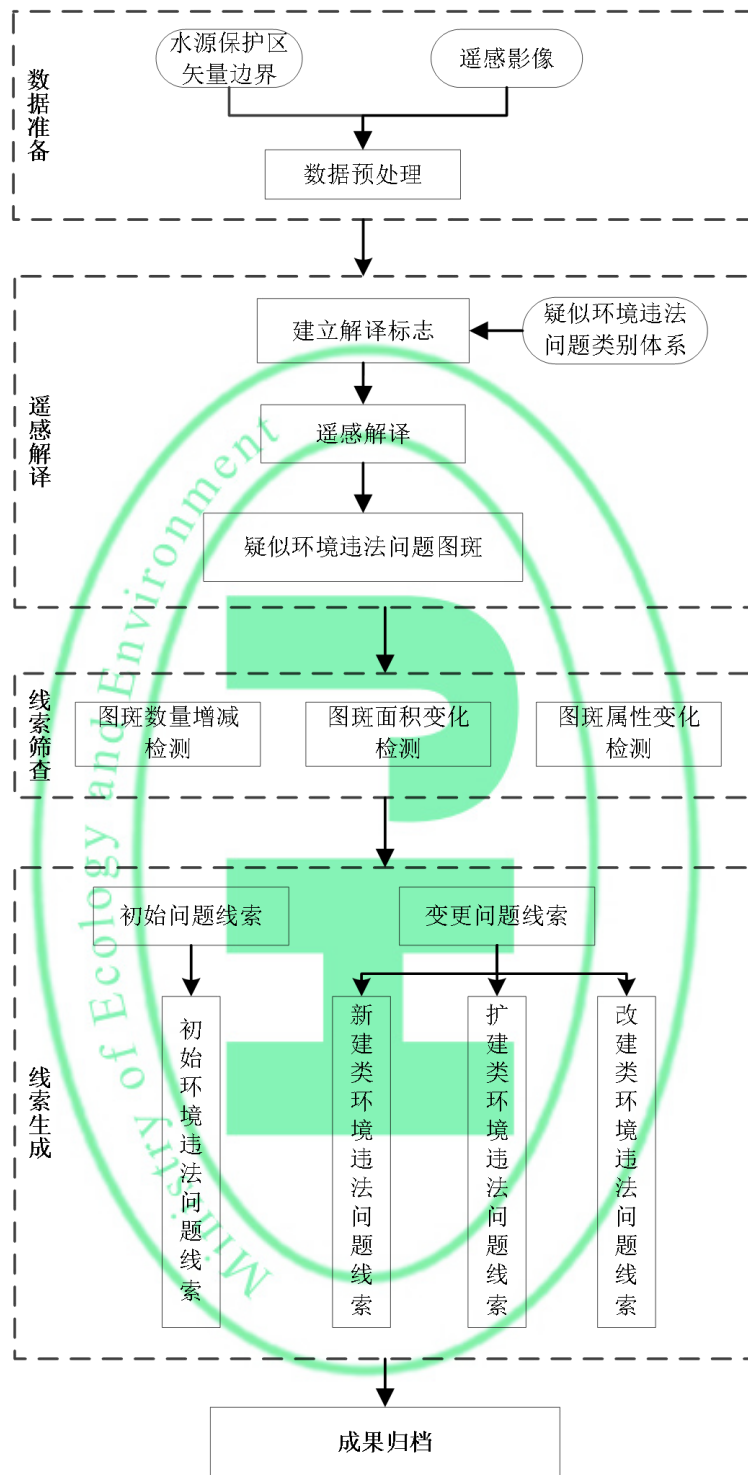 数据准备
水源保护区
矢量边界
遥感影像
数据预处理
遥感解译
建立解译标志
疑似环境违法
问题类别体系
遥感解译
疑似环境违法问题图斑
线索筛查
图斑数量增减
检测
图斑面积变化
检测
图斑属性变化
检测
线索生成
初始问题线索
变更问题线索
初始环境违法问题线索
新建类环境违法问题线索
扩建类环境违法问题线索
改建类环境违法问题线索
成果归档
Ministry of Ecology and Environment